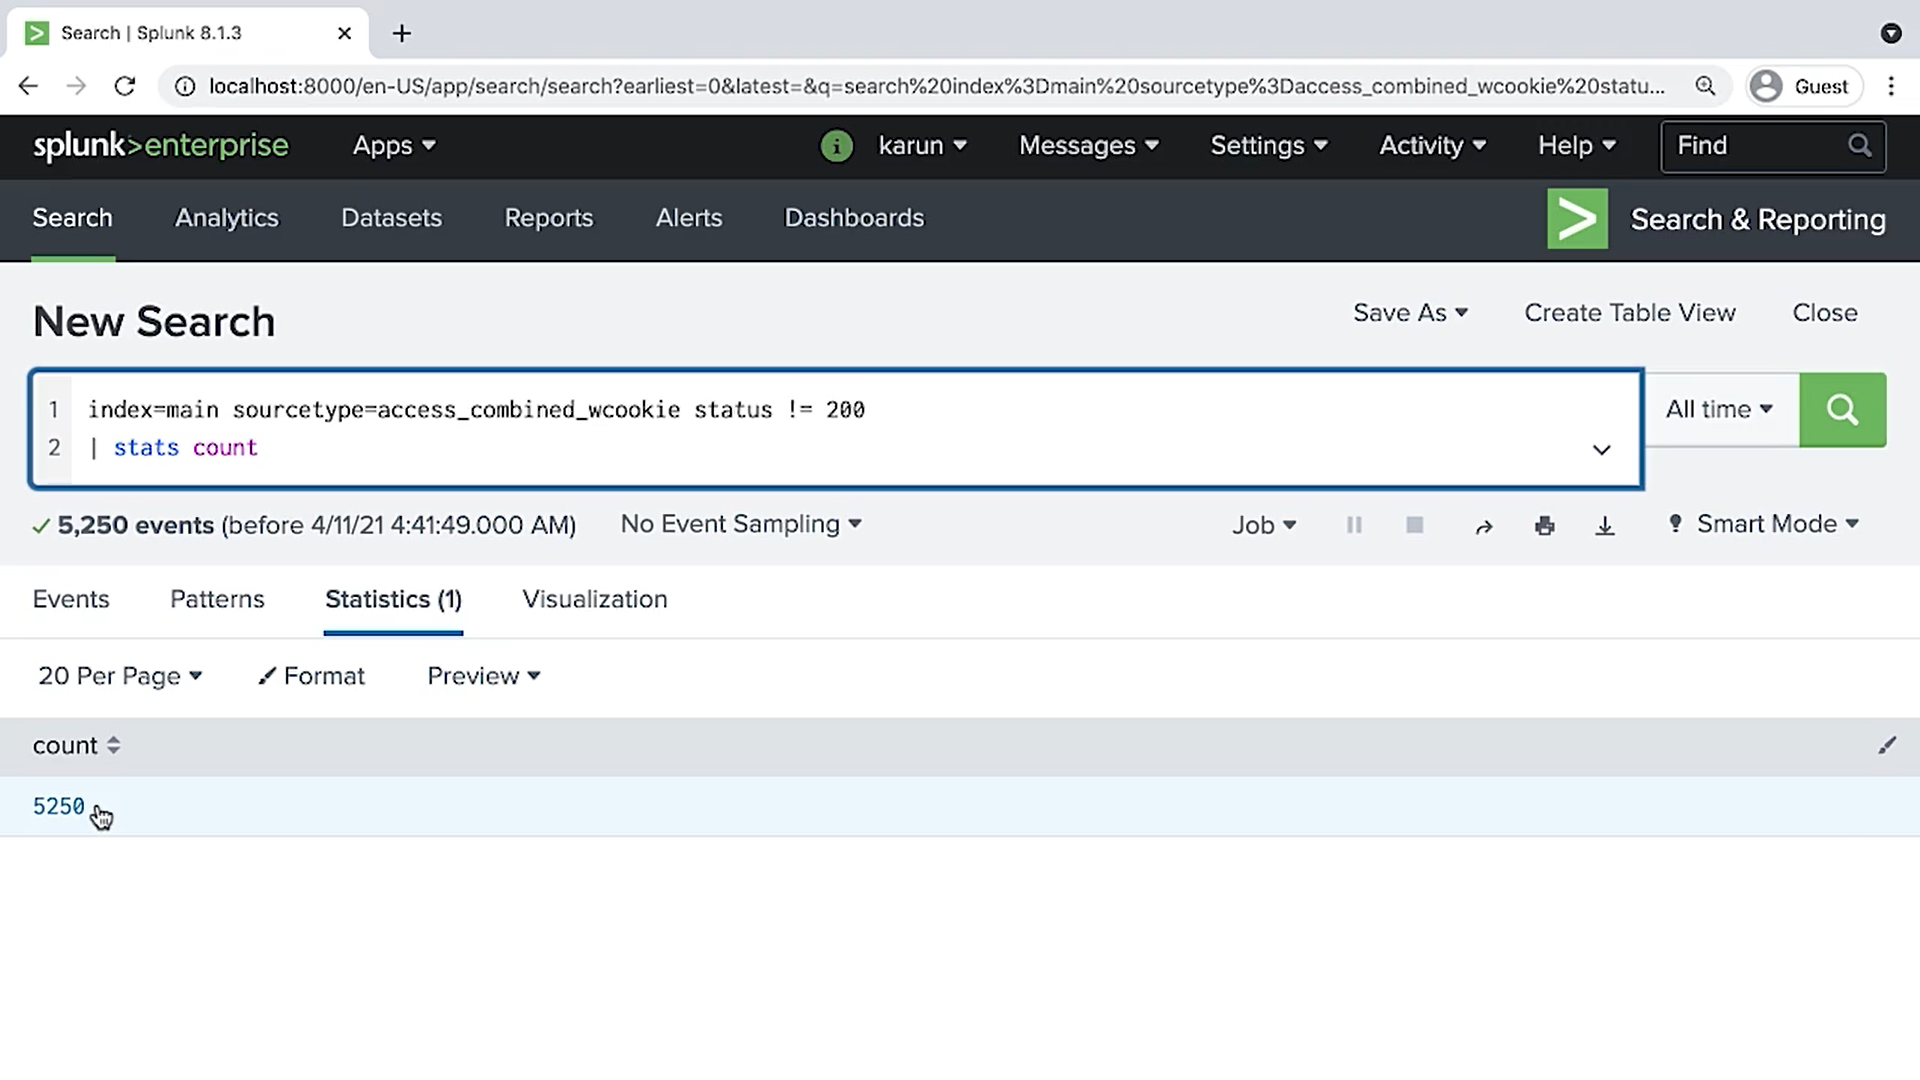 Search | Splunk 8.1.3
localhost:8000/en-US/app/search/search?earliest=0&latest=&q=search%20index%3Dmain%20sourcetype%3Daccess_combined_wcookie%20statu...
Guest
splunk>enterprise Apps karun Messages Settings Activity Help Find
Search Analytics Datasets Reports Alerts Dashboards Search & Reporting
New Search Save As Create Table View Close
1 index=main sourcetype=access_combined_wcookie status != 200 All time
2 | stats count
5,250 events (before 4/11/21 4:41:49.000 AM) No Event Sampling Job Smart Mode
Events Patterns Statistics (1) Visualization
20 Per Page Format Preview
count
5250